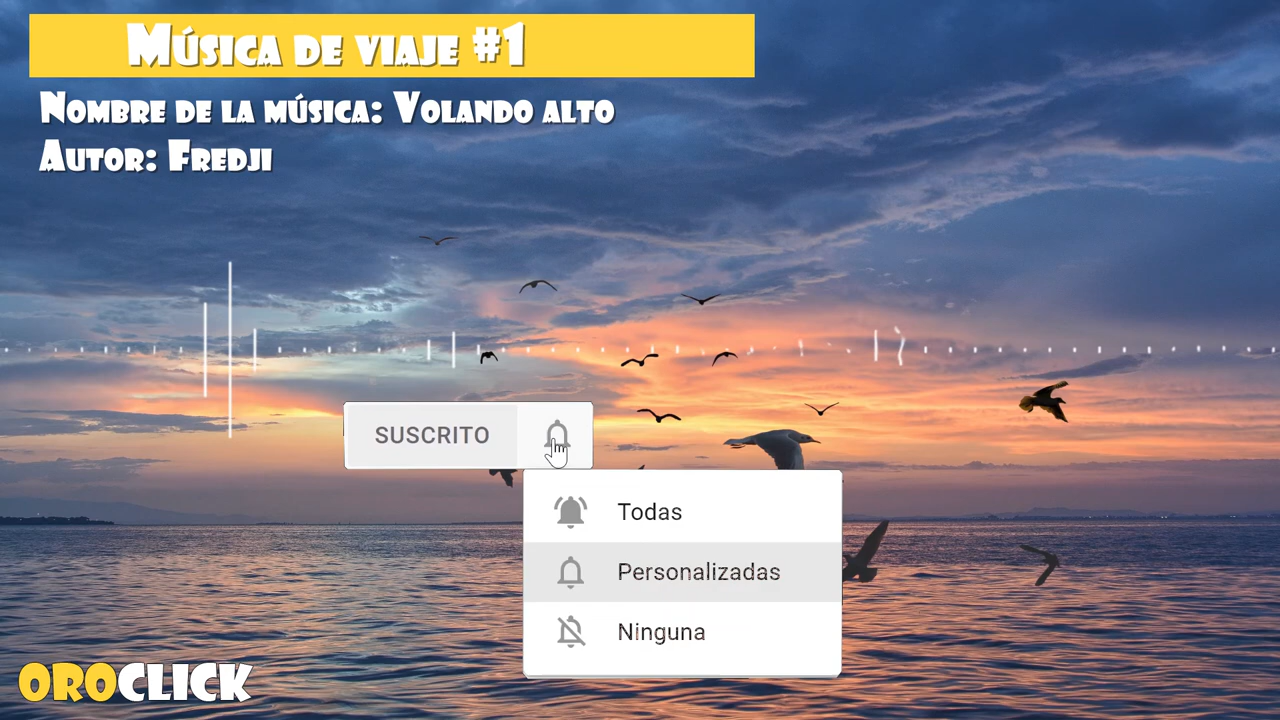 Música de viaje #1
Nombre de la música: Volando alto
Autor: Fredji
SUSCRITO
Todas
Personalizadas
Ninguna
OROCLICK